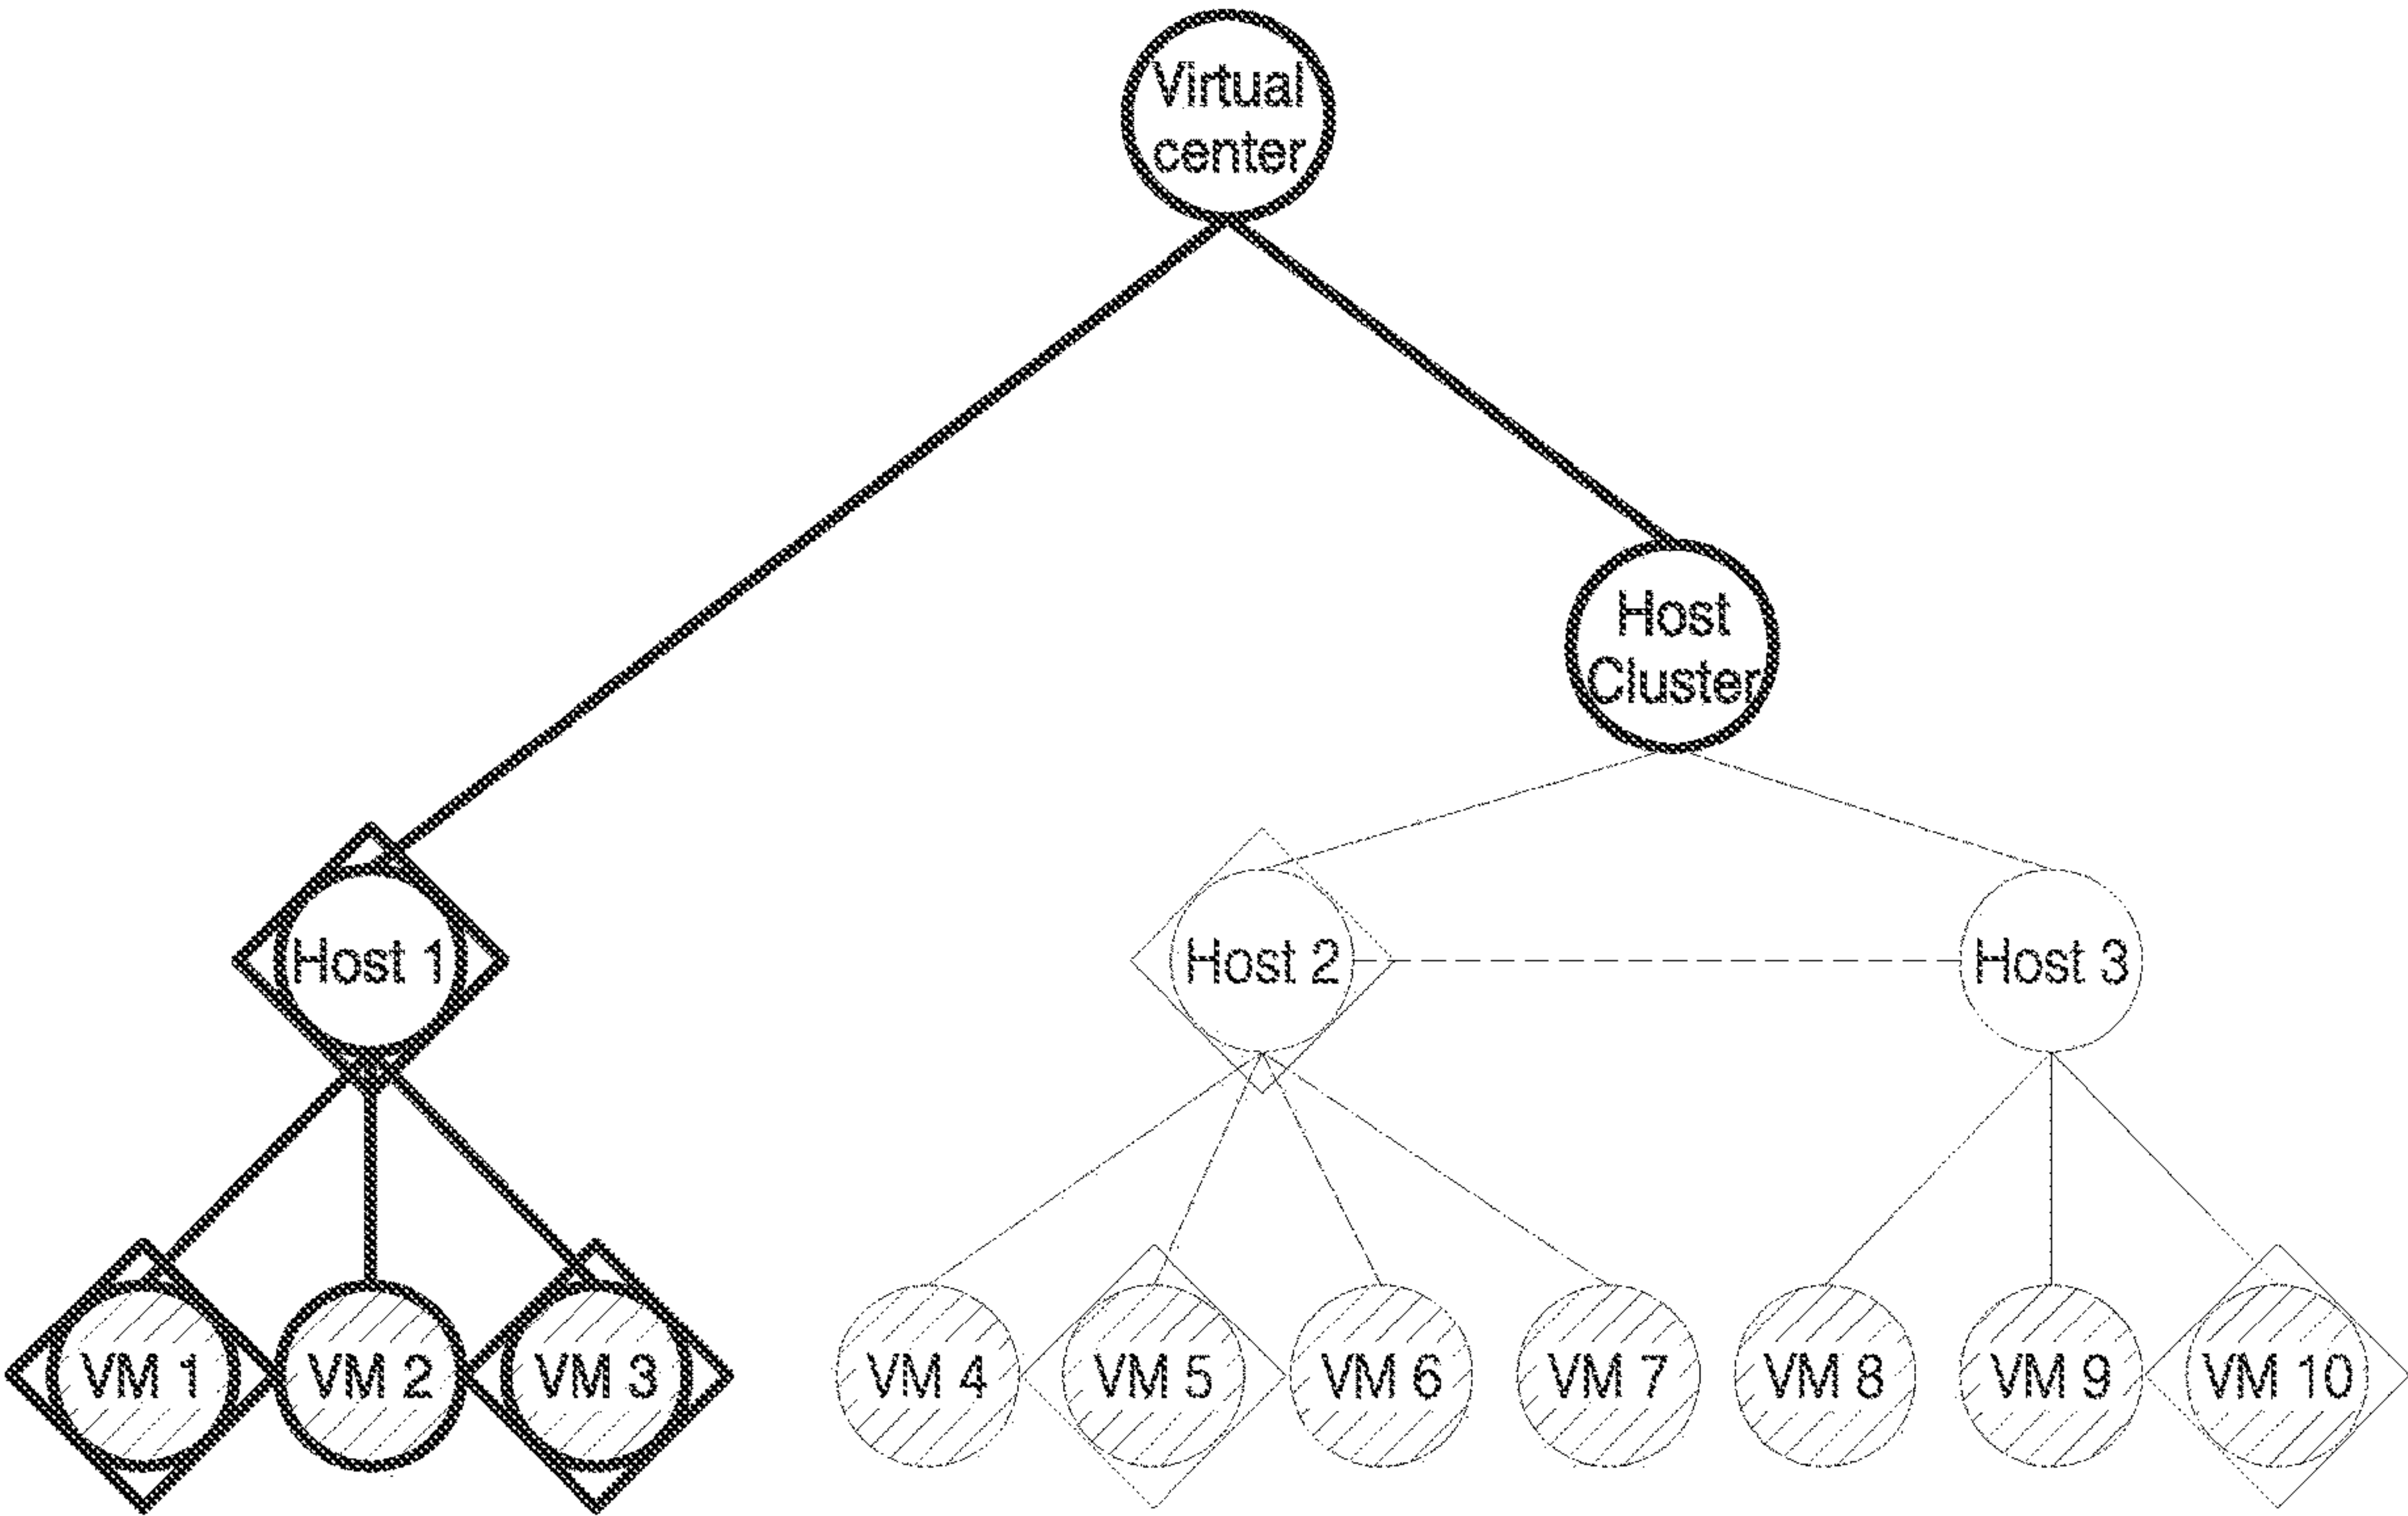 Virtual
center
Host
Cluster
Host 1
Host 2
Host 3
VM 1
VM 2
VM 3
VM 4
VM 5
VM 6
VM 7
VM 8
VM 9
VM 10